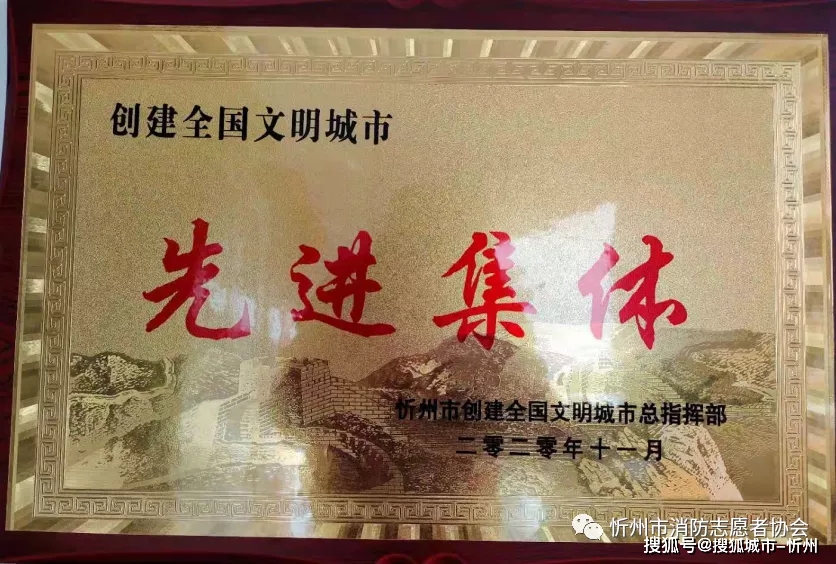 创建全国文明城市
先进集体
忻州市创建全国文明城市总指挥部
二零二零年十一月
忻州市消防志愿者协会
搜狐号@搜狐城市-忻州